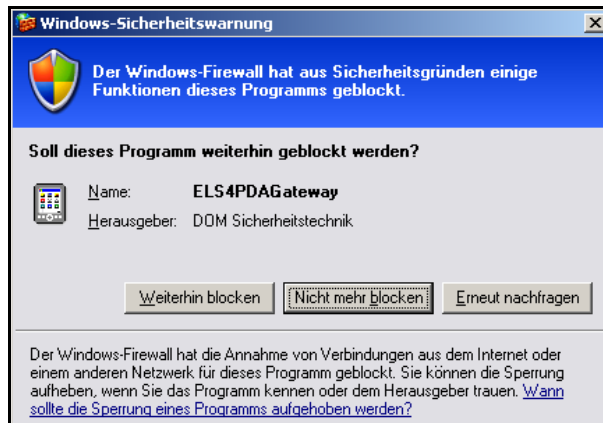 Windows-Sicherheitswarnung
Der Windows-Firewall hat aus Sicherheitsgründen einige
Funktionen dieses Programms geblockt.
Soll dieses Programm weiterhin geblockt werden?
Name: ELS4PDAGateway
Herausgeber: DOM Sicherheitstechnik
Weiterhin blocken Nicht mehr blocken Erneut nachfragen
Der Windows-Firewall hat die Annahme von Verbindungen aus dem Internet oder
einem anderen Netzwerk für dieses Programm geblockt. Sie können die Sperrung
aufheben, wenn Sie das Programm kennen oder dem Herausgeber trauen. Wann
sollte die Sperrung eines Programms aufgehoben werden?